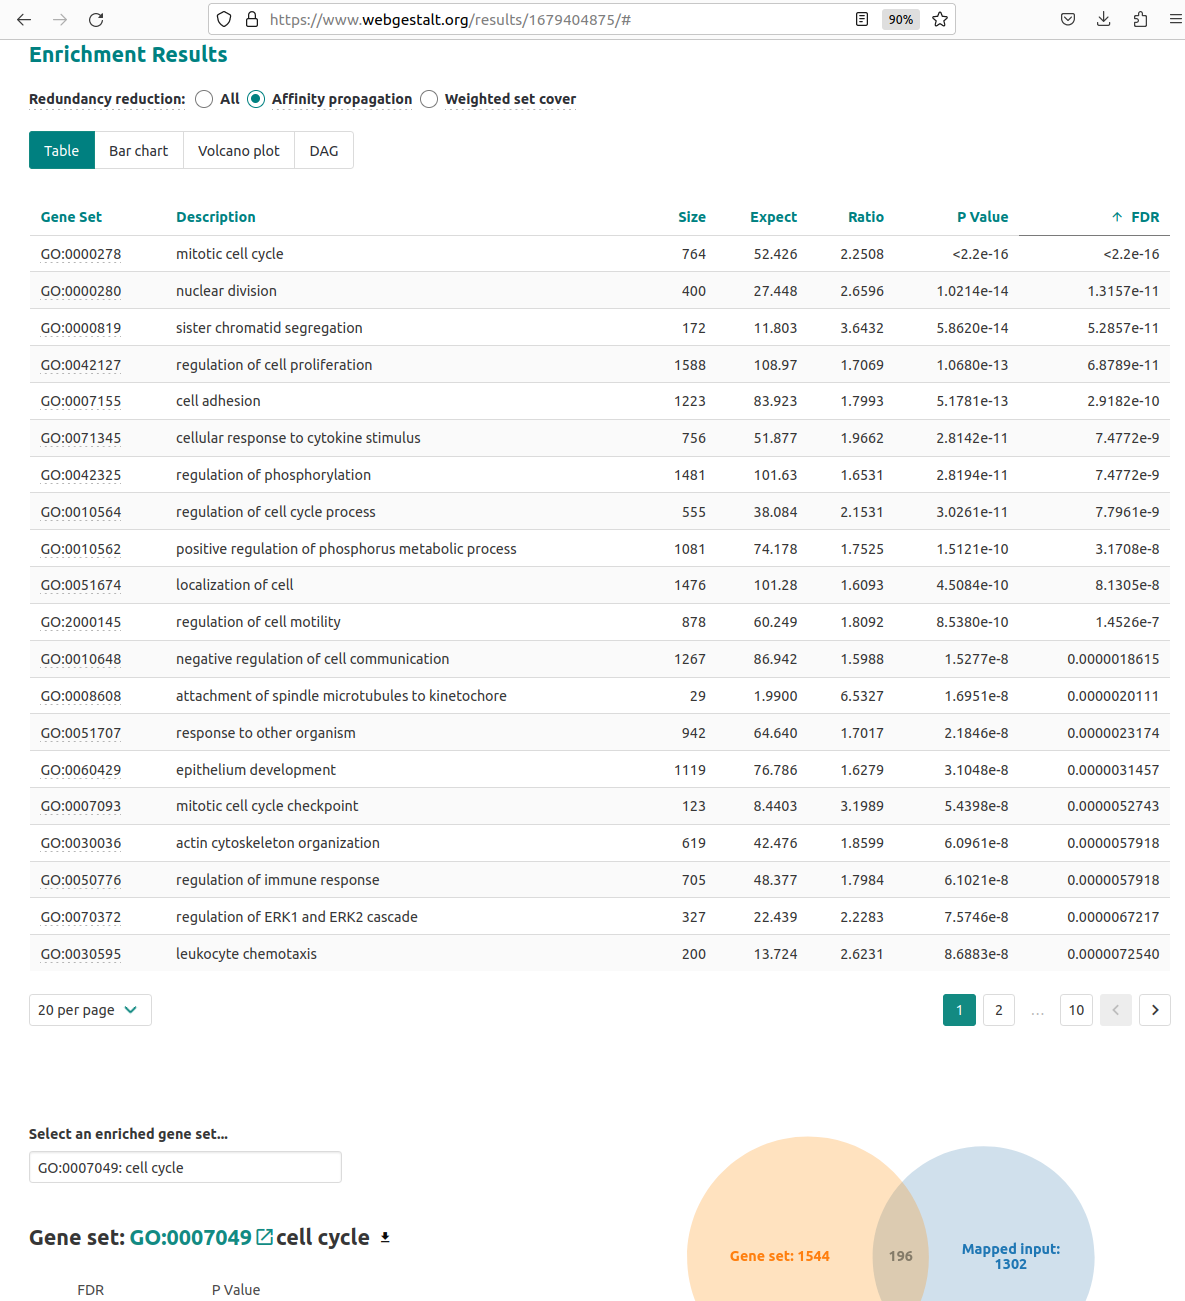 https://www.webgestalt.org/results/1679404875/# 90%
Enrichment Results
Redundancy reduction: All Affinity propagation Weighted set cover
Table Bar chart Volcano plot DAG
Gene Set Description Size Expect Ratio P Value ↑ FDR
GO:0000278 mitotic cell cycle 764 52.426 2.2508 <2.2e-16 <2.2e-16
GO:0000280 nuclear division 400 27.448 2.6596 1.0214e-14 1.3157e-11
GO:0000819 sister chromatid segregation 172 11.803 3.6432 5.8620e-14 5.2857e-11
GO:0042127 regulation of cell proliferation 1588 108.97 1.7069 1.0680e-13 6.8789e-11
GO:0007155 cell adhesion 1223 83.923 1.7993 5.1781e-13 2.9182e-10
GO:0071345 cellular response to cytokine stimulus 756 51.877 1.9662 2.8142e-11 7.4772e-9
GO:0042325 regulation of phosphorylation 1481 101.63 1.6531 2.8194e-11 7.4772e-9
GO:0010564 regulation of cell cycle process 555 38.084 2.1531 3.0261e-11 7.7961e-9
GO:0010562 positive regulation of phosphorus metabolic process 1081 74.178 1.7525 1.5121e-10 3.1708e-8
GO:0051674 localization of cell 1476 101.28 1.6093 4.5084e-10 8.1305e-8
GO:2000145 regulation of cell motility 878 60.249 1.8092 8.5380e-10 1.4526e-7
GO:0010648 negative regulation of cell communication 1267 86.942 1.5988 1.5277e-8 0.0000018615
GO:0008608 attachment of spindle microtubules to kinetochore 29 1.9900 6.5327 1.6951e-8 0.0000020111
GO:0051707 response to other organism 942 64.640 1.7017 2.1846e-8 0.0000023174
GO:0060429 epithelium development 1119 76.786 1.6279 3.1048e-8 0.0000031457
GO:0007093 mitotic cell cycle checkpoint 123 8.4403 3.1989 5.4398e-8 0.0000052743
GO:0030036 actin cytoskeleton organization 619 42.476 1.8599 6.0961e-8 0.0000057918
GO:0050776 regulation of immune response 705 48.377 1.7984 6.1021e-8 0.0000057918
GO:0070372 regulation of ERK1 and ERK2 cascade 327 22.439 2.2283 7.5746e-8 0.0000067217
GO:0030595 leukocyte chemotaxis 200 13.724 2.6231 8.6883e-8 0.0000072540
20 per page 1 2 ... 10 < >
Select an enriched gene set...
GO:0007049: cell cycle
Gene set: GO:0007049 cell cycle
FDR P Value
Gene set: 1544
196
Mapped input:
1302